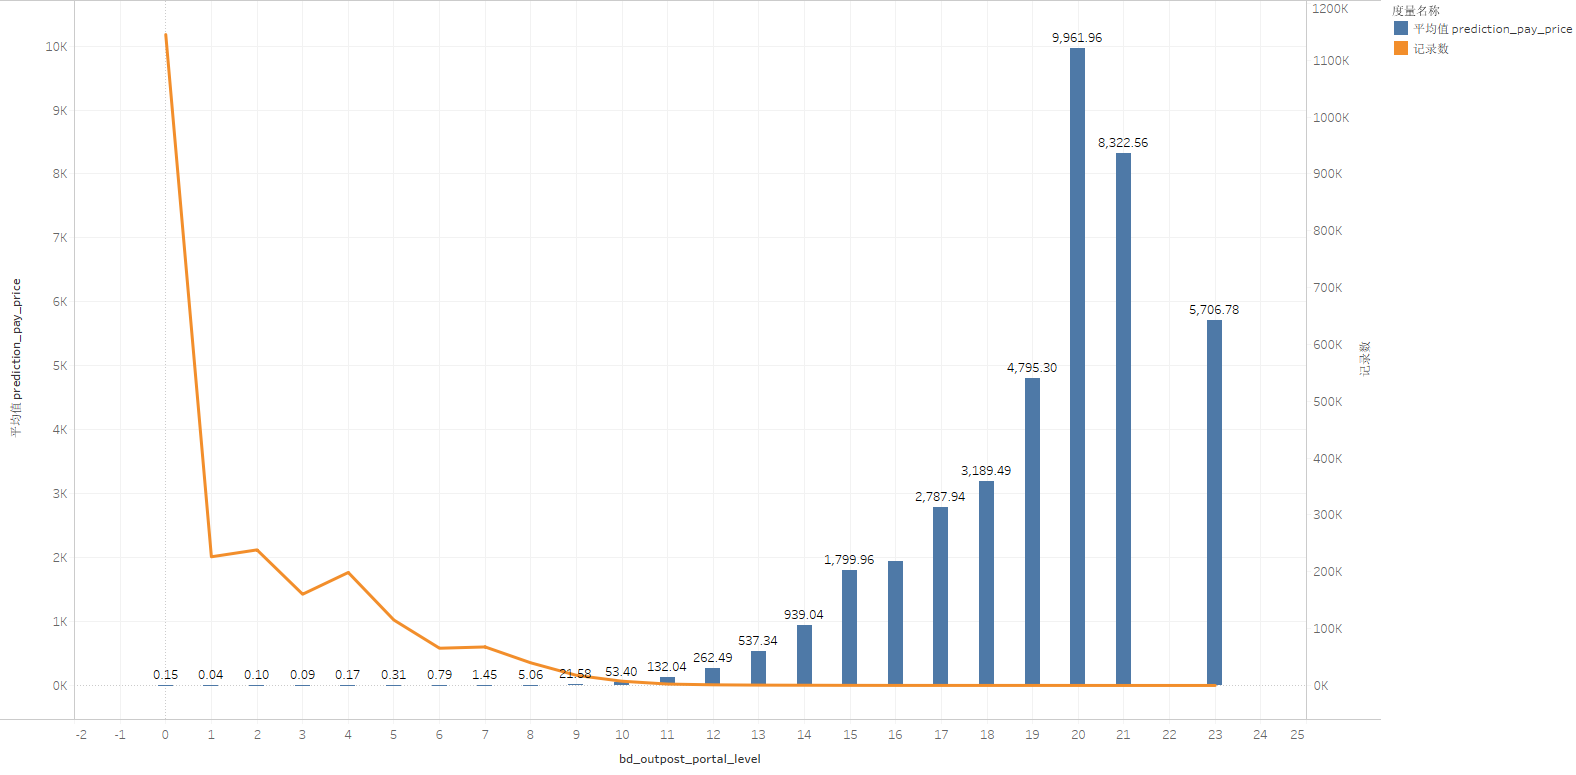 度量名称
平均值 prediction_pay_price
记录数
平均值 prediction_pay_price
10K
9K
8K
7K
6K
5K
4K
3K
2K
1K
0K
0.15
0.04
0.10
0.09
0.17
0.31
0.79
1.45
5.06
21.58
53.40
132.04
262.49
537.34
939.04
1,799.96
2,787.94
3,189.49
4,795.30
9,961.96
8,322.56
5,706.78
1200K
1100K
1000K
900K
800K
700K
600K
500K
400K
300K
200K
100K
0K
记录数
-2 -1 0 1 2 3 4 5 6 7 8 9 10 11 12 13 14 15 16 17 18 19 20 21 22 23 24 25
bd_outpost_portal_level